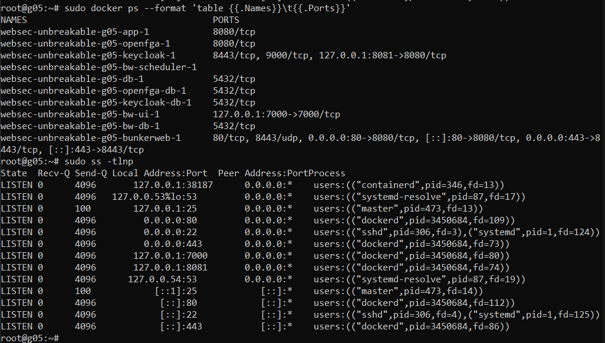 root@g05:~# sudo docker ps --format 'table {{.Names}}\t{{.Ports}}'
NAMES PORTS
websec-unbreakable-g05-app-1 8080/tcp
websec-unbreakable-g05-openfga-1 8080/tcp
websec-unbreakable-g05-keycloak-1 8443/tcp, 9000/tcp, 127.0.0.1:8081->8080/tcp
websec-unbreakable-g05-bw-scheduler-1
websec-unbreakable-g05-db-1 5432/tcp
websec-unbreakable-g05-openfga-db-1 5432/tcp
websec-unbreakable-g05-keycloak-db-1 5432/tcp
websec-unbreakable-g05-bw-ui-1 127.0.0.1:7000->7000/tcp
websec-unbreakable-g05-bw-db-1 5432/tcp
websec-unbreakable-g05-bunkerweb-1 80/tcp, 8443/udp, 0.0.0.0:80->8080/tcp, [::]:80->8080/tcp, 0.0.0.0:443->8
443/tcp, [::]:443->8443/tcp
root@g05:~# sudo ss -tlnp
State Recv-Q Send-Q Local Address:Port Peer Address:PortProcess
LISTEN 0 4096 127.0.0.1:38187 0.0.0.0:* users:(("containerd",pid=346,fd=13))
LISTEN 0 4096 127.0.0.53%lo:53 0.0.0.0:* users:(("systemd-resolve",pid=87,fd=17))
LISTEN 0 100 127.0.0.1:25 0.0.0.0:* users:(("master",pid=473,fd=13))
LISTEN 0 4096 0.0.0.0:80 0.0.0.0:* users:(("dockerd",pid=3450684,fd=109))
LISTEN 0 4096 0.0.0.0:22 0.0.0.0:* users:(("sshd",pid=306,fd=3),("systemd",pid=1,fd=124))
LISTEN 0 4096 0.0.0.0:443 0.0.0.0:* users:(("dockerd",pid=3450684,fd=73))
LISTEN 0 4096 127.0.0.1:7000 0.0.0.0:* users:(("dockerd",pid=3450684,fd=80))
LISTEN 0 4096 127.0.0.1:8081 0.0.0.0:* users:(("dockerd",pid=3450684,fd=74))
LISTEN 0 4096 127.0.0.54:53 0.0.0.0:* users:(("systemd-resolve",pid=87,fd=19))
LISTEN 0 100 [::1]:25 [::]:* users:(("master",pid=473,fd=14))
LISTEN 0 4096 [::]:80 [::]:* users:(("dockerd",pid=3450684,fd=112))
LISTEN 0 4096 [::]:22 [::]:* users:(("sshd",pid=306,fd=4),("systemd",pid=1,fd=125))
LISTEN 0 4096 [::]:443 [::]:* users:(("dockerd",pid=3450684,fd=86))
root@g05:~#